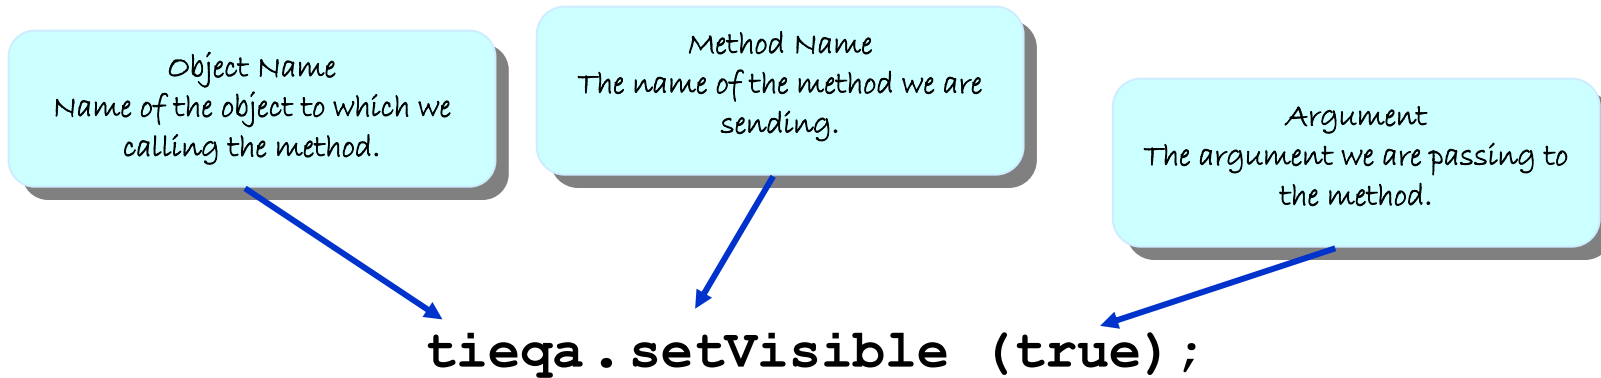 Object Name
Name of the object to which we
calling the method.
Method Name
The name of the method we are
sending.
Argument
The argument we are passing to
the method.
tieqa.setVisible (true);